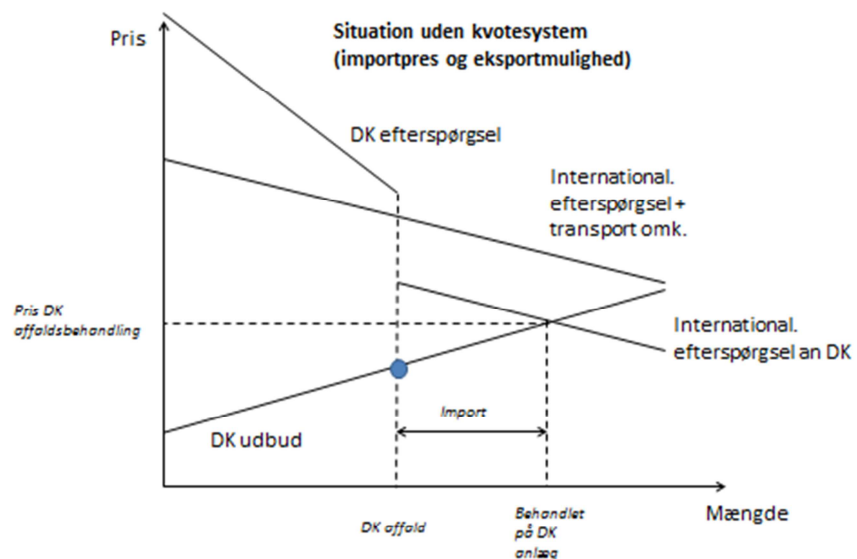 Situation uden kvotesystem
(importpres og eksportmulighed)
Pris
DK efterspørgsel
International.
efterspørgsel +
transport omk.
Pris DK
affaldsbehandling
International.
efterspørgsel an DK
Import
DK udbud
Mængde
DK affald
Behandlet
på DK
anlæg